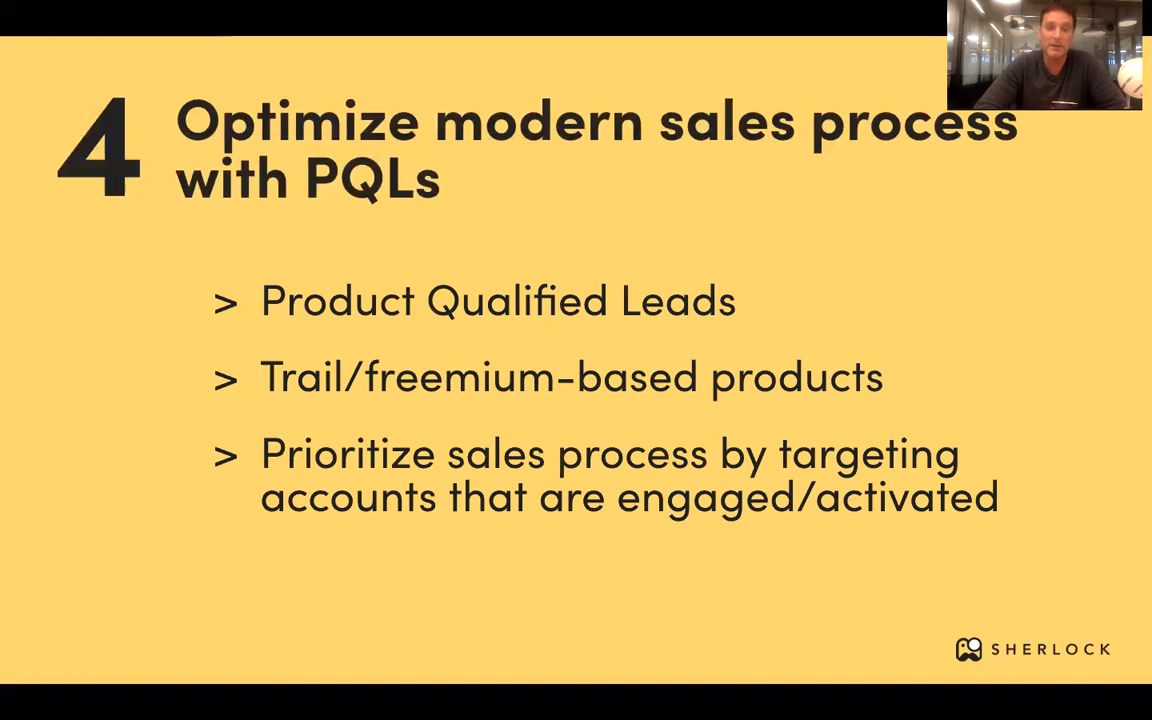 4 Optimize modern sales process
with PQLs
> Product Qualified Leads
> Trail/freemium-based products
> Prioritize sales process by targeting
accounts that are engaged/activated
SHERLOCK